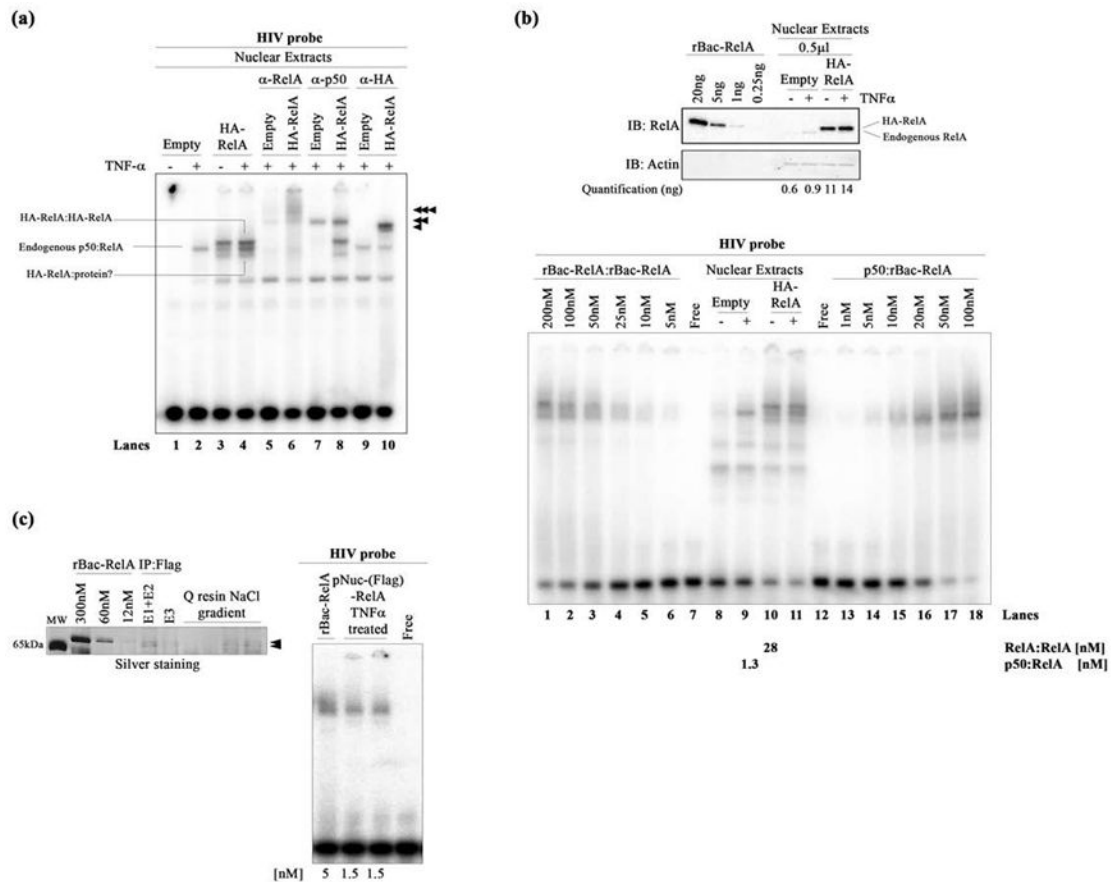 (a)
HIV probe
Nuclear Extracts
α-RelA α-p50 α-HA
Empty HA-RelA Empty HA-RelA Empty HA-RelA Empty HA-RelA
TNF-α - + - + + + + + + +
HA-RelA:HA-RelA
Endogenous p50:RelA
HA-RelA:protein?
Lanes 1 2 3 4 5 6 7 8 9 10
(b)
Nuclear Extracts
rBac-RelA 0.5µl
20ng 5ng 1ng 0.25ng Empty HA-RelA
- + - + TNFα
IB: RelA
HA-RelA
Endogenous RelA
IB: Actin
Quantification (ng) 0.6 0.9 11 14
HIV probe
rBac-RelA:rBac-RelA Nuclear Extracts p50:rBac-RelA
200nM 100nM 50nM 25nM 10nM 5nM Free Empty HA-RelA Free 1nM 5nM 10nM 20nM 50nM 100nM
- + - +
1 2 3 4 5 6 7 8 9 10 11 12 13 14 15 16 17 18 Lanes
28 RelA:RelA [nM]
1.3 p50:RelA [nM]
(c)
rBac-RelA IP:Flag
MW 300nM 60nM 12nM E1+E2 E3 Q resin NaCl
gradient
65kDa
Silver staining
HIV probe
rBac-RelA pNuc-(Flag)
-RelA
TNFα
treated Free
[nM] 5 1.5 1.5